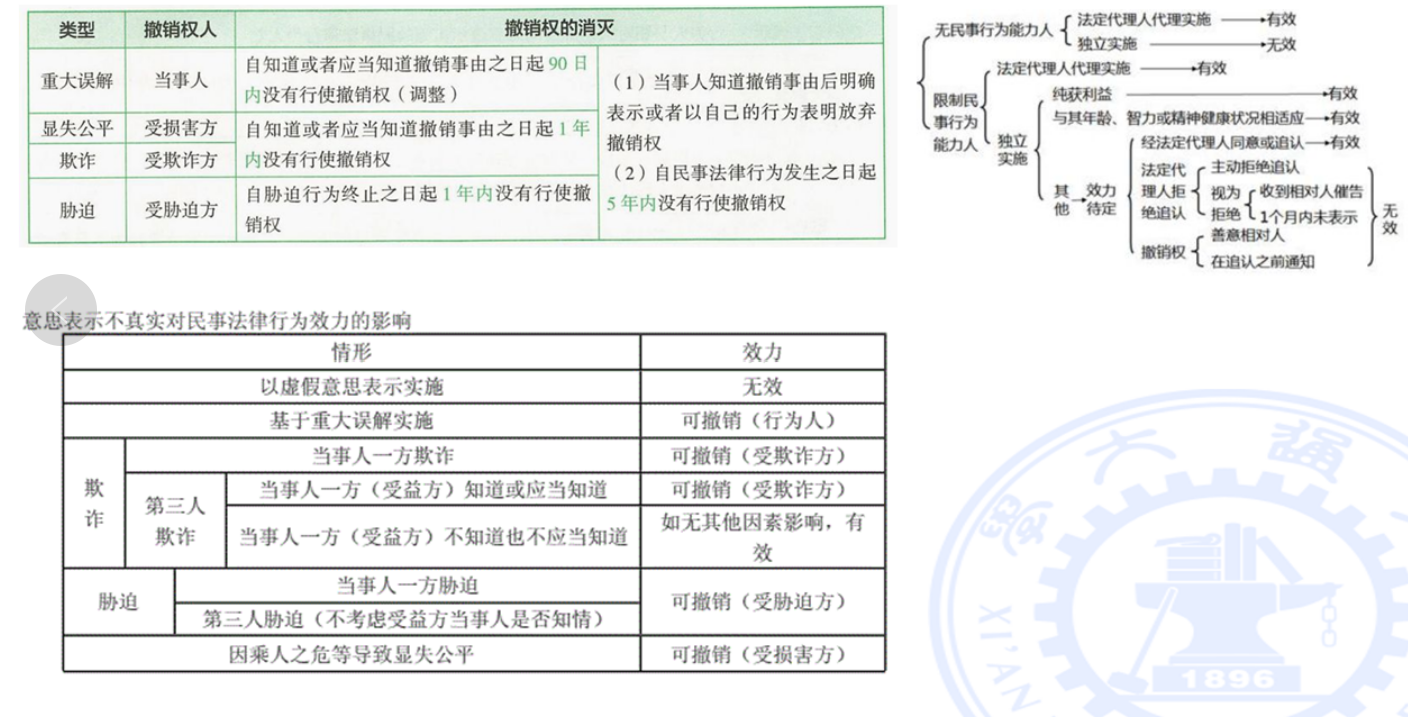 类型 撤销权人 撤销权的消灭
重大误解 当事人
自知道或者应当知道撤销事由之日起90日
内没有行使撤销权（调整）
显失公平 受损害方
欺诈 受欺诈方
自知道或者应当知道撤销事由之日起1年
内没有行使撤销权
胁迫 受胁迫方
自胁迫行为终止之日起1年内没有行使撤
销权
（1）当事人知道撤销事由后明确
表示或者以自己的行为表明放弃
撤销权
（2）自民事法律行为发生之日起
5年内没有行使撤销权
无民事行为能力人
法定代理人代理实施 有效
独立实施 无效
限制民
事行为
能力人
法定代理人代理实施 有效
独立
实施
纯获利益 有效
与其年龄、智力或精神健康状况相适应 有效
其
他
效力
待定
经法定代理人同意或追认 有效
法定代
理人拒
绝追认
主动拒绝追认
视为
拒绝
收到相对人催告
1个月内未表示
撤销权
善意相对人
在追认之前通知
无
效
意思表示不真实对民事法律行为效力的影响
情形 效力
以虚假意思表示实施 无效
基于重大误解实施 可撤销（行为人）
欺
诈
当事人一方欺诈 可撤销（受欺诈方）
第三人
欺诈
当事人一方（受益方）知道或应当知道 可撤销（受欺诈方）
当事人一方（受益方）不知道也不应当知道
如无其他因素影响，有
效
胁迫
当事人一方胁迫
第三人胁迫（不考虑受益方当事人是否知情）
可撤销（受胁迫方）
因乘人之危等导致显失公平 可撤销（受损害方）
XI'AN
1896